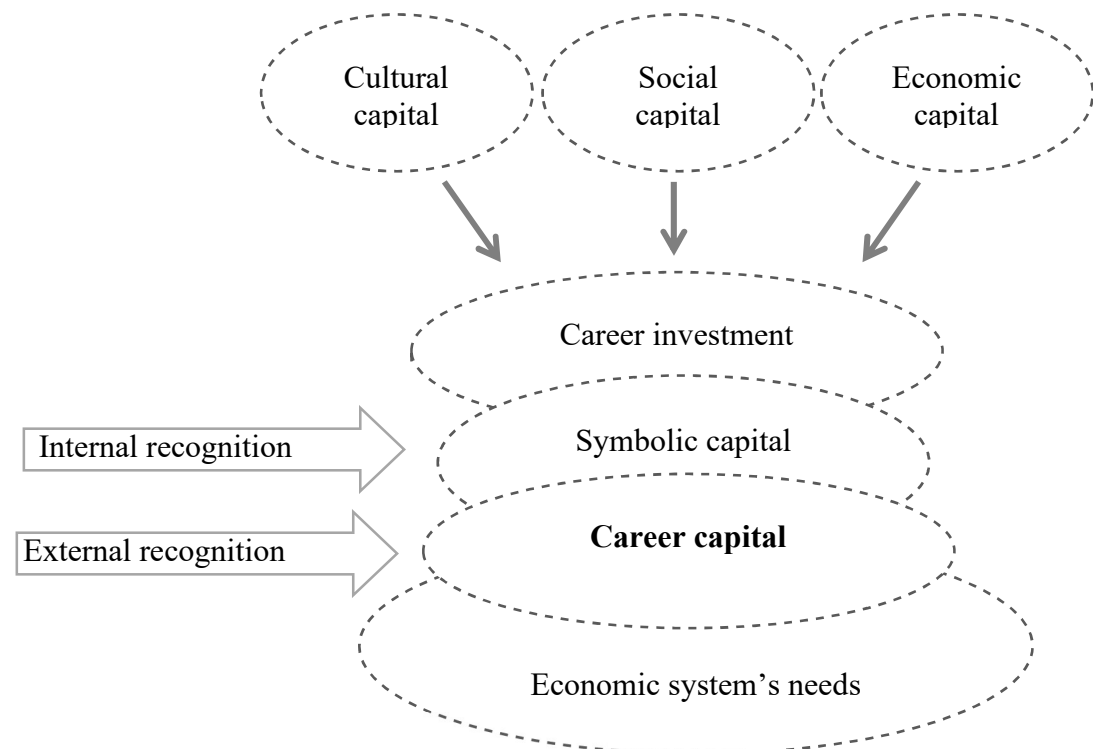 Cultural
capital
Social
capital
Economic
capital
Career investment
Symbolic capital
Internal recognition
Career capital
External recognition
Economic system’s needs